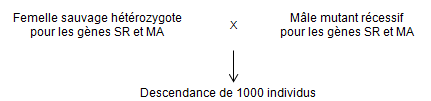 Femelle sauvage hétérozygote
pour les gènes SR et MA
X
Mâle mutant récessif
pour les gènes SR et MA
Descendance de 1000 individus